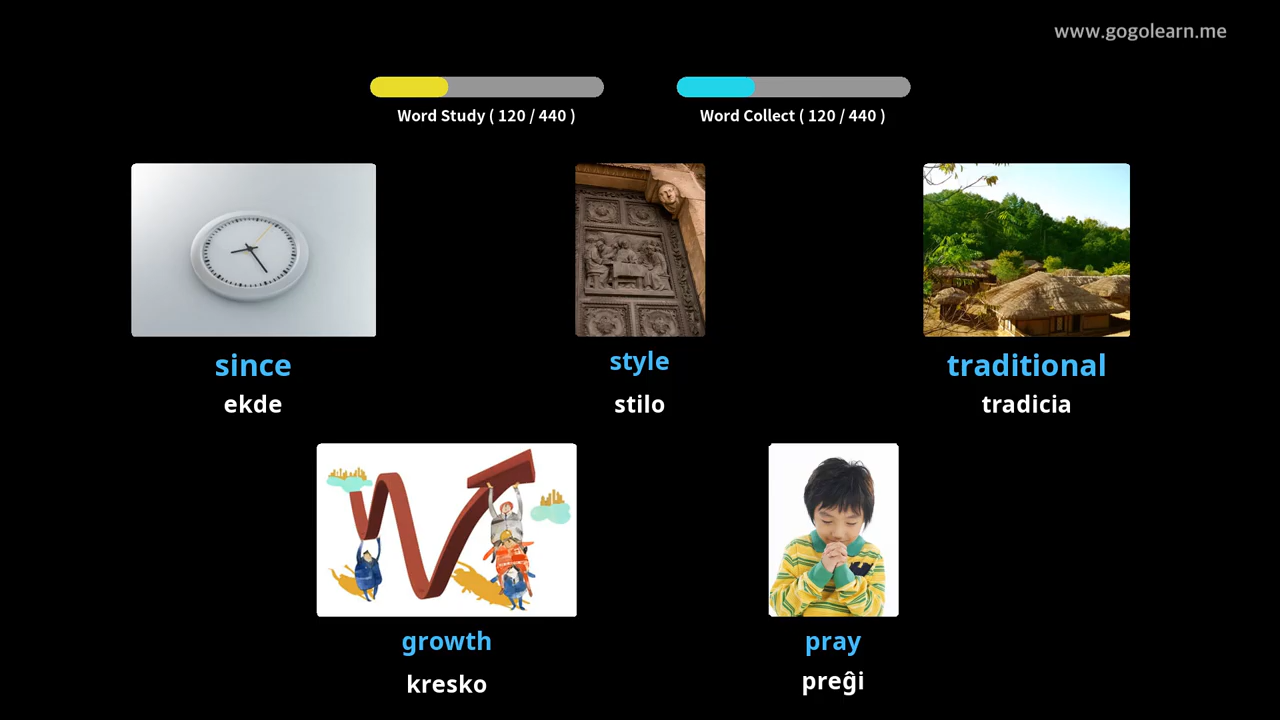 www.gogolearn.me
Word Study ( 120 / 440 )
Word Collect ( 120 / 440 )
since
ekde
style
stilo
traditional
tradicia
growth
kresko
pray
preĝi